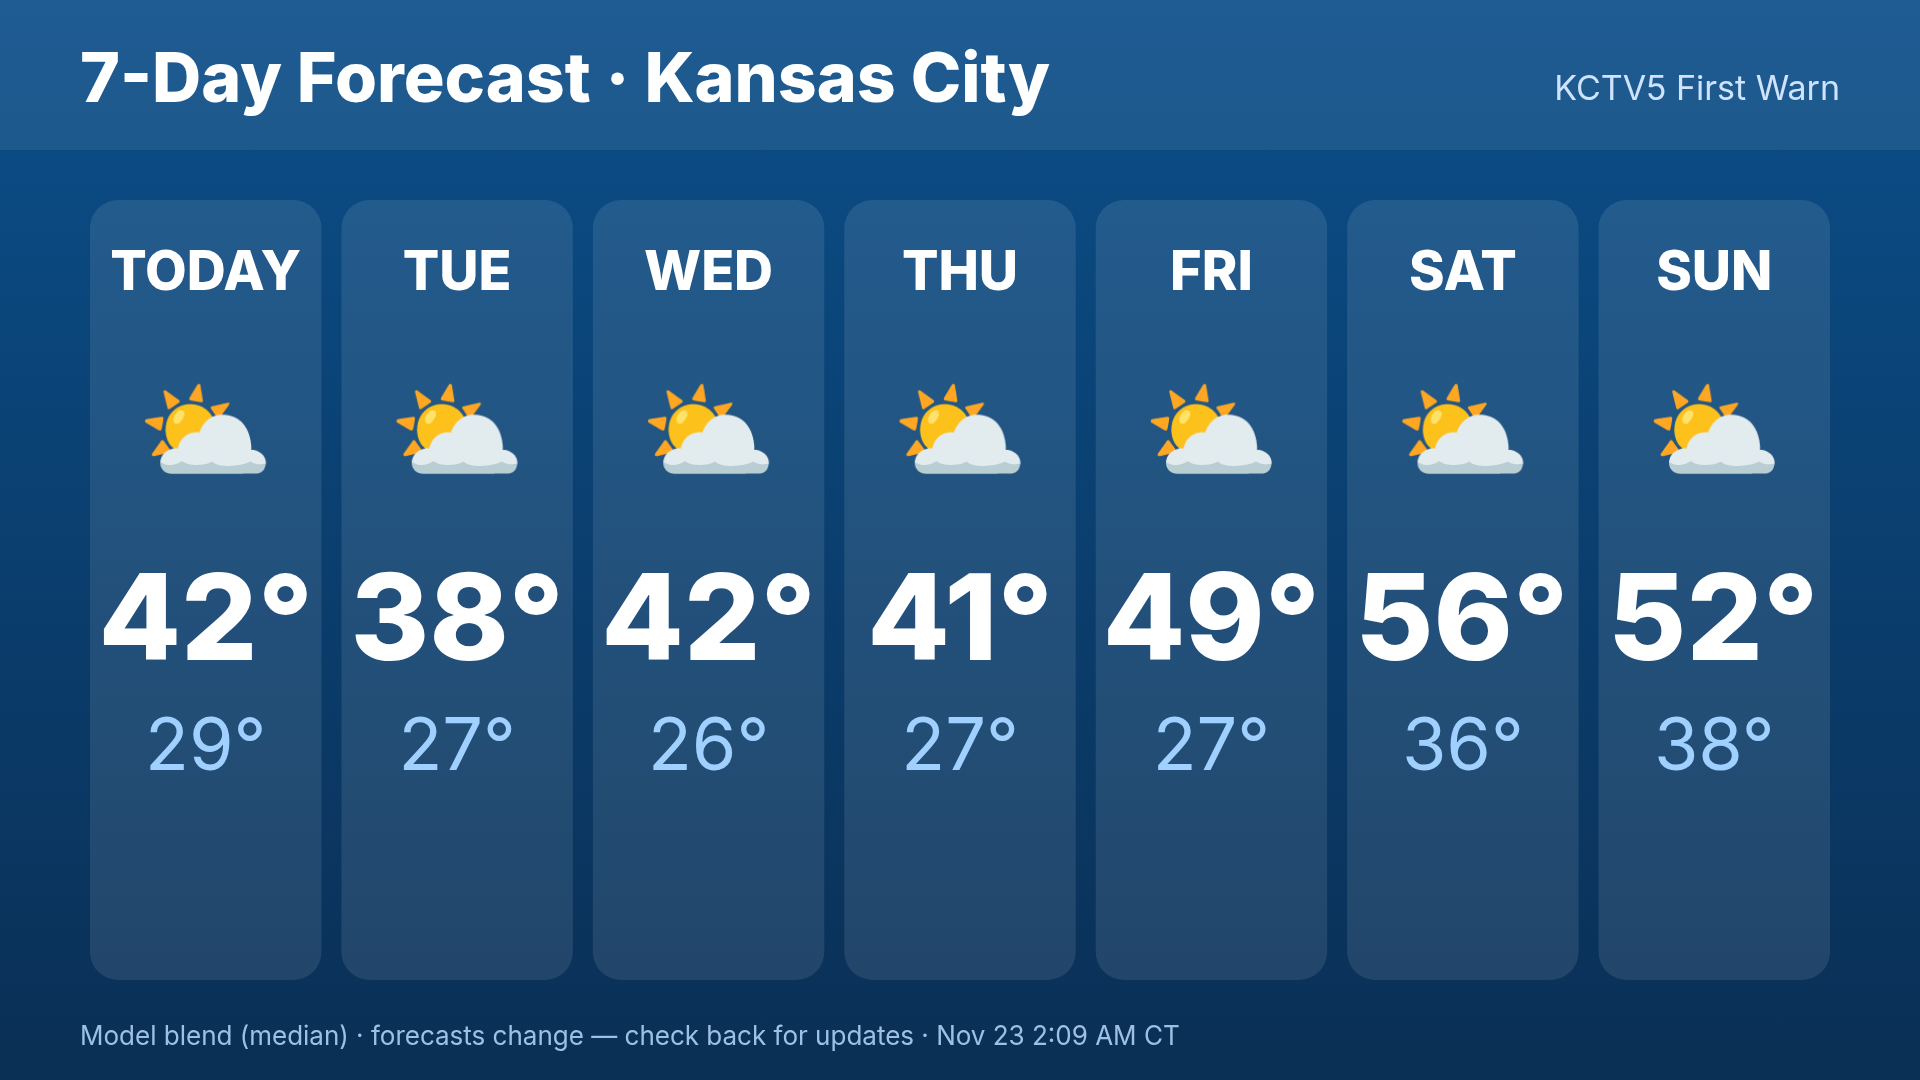 7-Day Forecast · Kansas City
KCTV5 First Warn
TODAY TUE WED THU FRI SAT SUN
42° 38° 42° 41° 49° 56° 52°
29° 27° 26° 27° 27° 36° 38°
Model blend (median) · forecasts change — check back for updates · Nov 23 2:09 AM CT